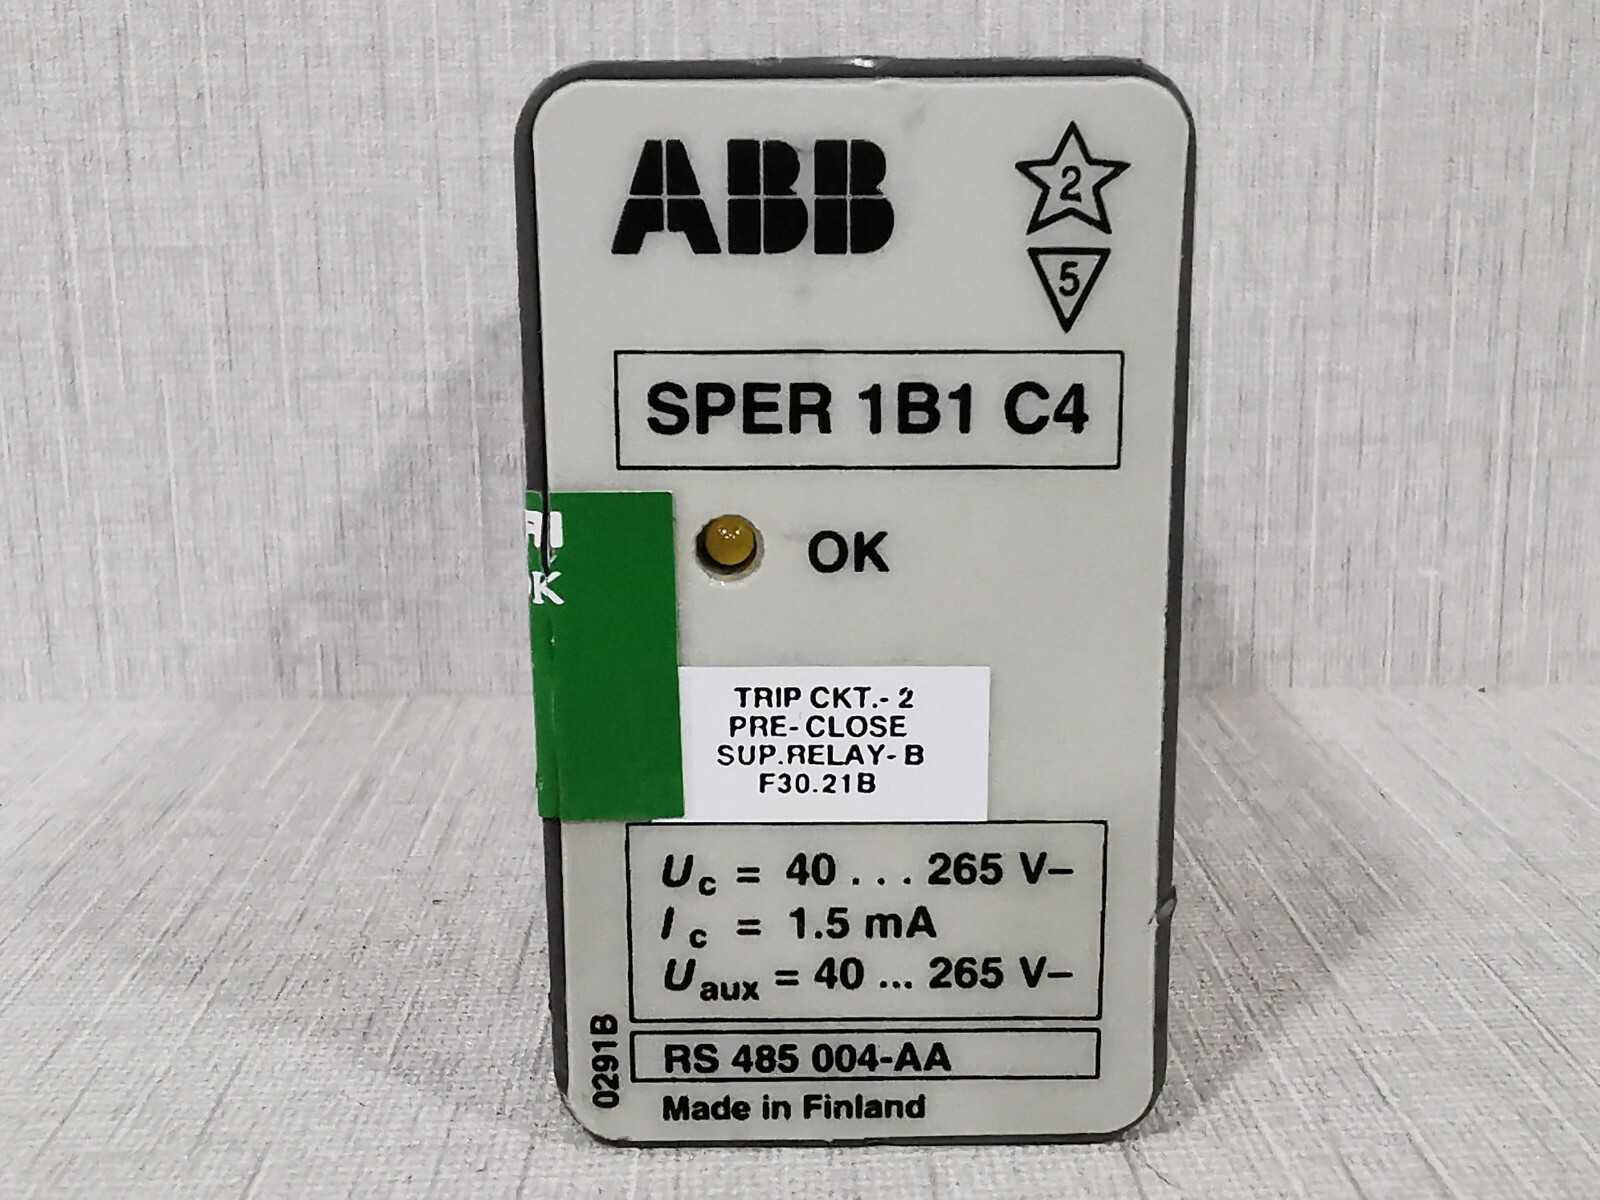 ABB
2
5
SPER 1B1 C4
OK
OK
TRIP CKT.- 2
PRE-CLOSE
SUP.RELAY-B
F30.21B
Uc = 40 ... 265 V–
Ic = 1.5 mA
Uaux = 40 ... 265 V–
0291B
RS 485 004-AA
Made in Finland